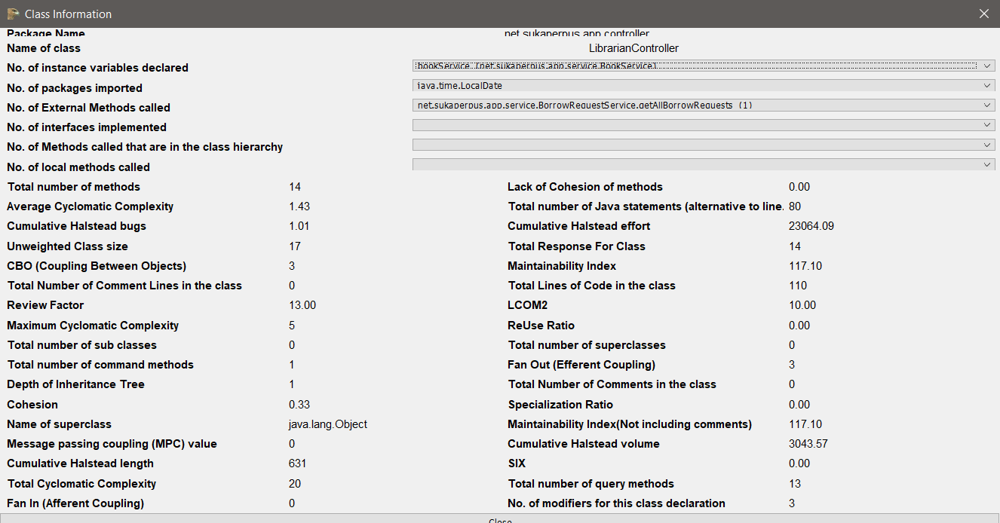 Class Information
Package Name net.sukaperpus.app.controller
Name of class LibrarianController
No. of instance variables declared bookService (net.sukaperpus.app.service.BookService)
No. of packages imported java.time.LocalDate
No. of External Methods called net.sukaperpus.app.service.BorrowRequestService.getAllBorrowRequests (1)
No. of interfaces implemented
No. of Methods called that are in the class hierarchy
No. of local methods called
Total number of methods 14 Lack of Cohesion of methods 0.00
Average Cyclomatic Complexity 1.43 Total number of Java statements (alternative to line. 80
Cumulative Halstead bugs 1.01 Cumulative Halstead effort 23064.09
Unweighted Class size 17 Total Response For Class 14
CBO (Coupling Between Objects) 3 Maintainability Index 117.10
Total Number of Comment Lines in the class 0 Total Lines of Code in the class 110
Review Factor 13.00 LCOM2 10.00
Maximum Cyclomatic Complexity 5 ReUse Ratio 0.00
Total number of sub classes 0 Total number of superclasses 0
Total number of command methods 1 Fan Out (Efferent Coupling) 3
Depth of Inheritance Tree 1 Total Number of Comments in the class 0
Cohesion 0.33 Specialization Ratio 0.00
Name of superclass java.lang.Object Maintainability Index(Not including comments) 117.10
Message passing coupling (MPC) value 0 Cumulative Halstead volume 3043.57
Cumulative Halstead length 631 SIX 0.00
Total Cyclomatic Complexity 20 Total number of query methods 13
Fan In (Afferent Coupling) 0 No. of modifiers for this class declaration 3
Close